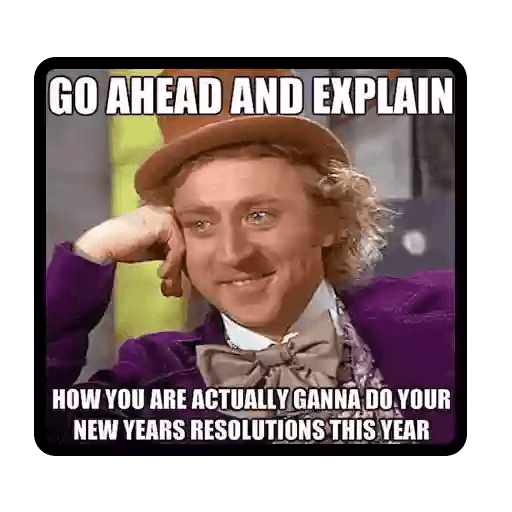 GO AHEAD AND EXPLAIN
HOW YOU ARE ACTUALLY GANNA DO YOUR
NEW YEARS RESOLUTIONS THIS YEAR